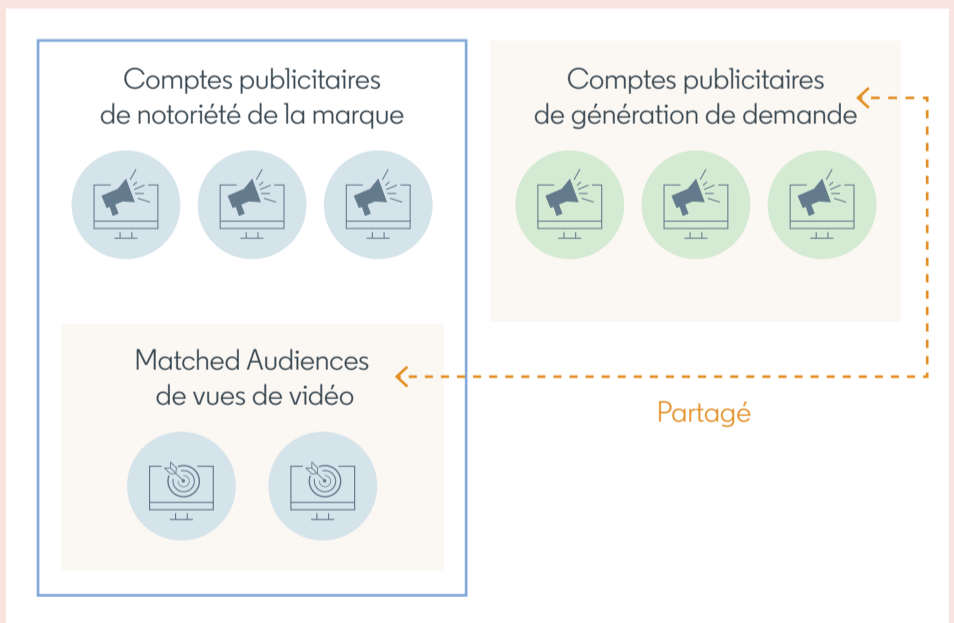 Comptes publicitaires
de notoriété de la marque
Comptes publicitaires
de génération de demande
Matched Audiences
de vues de vidéo
Partagé